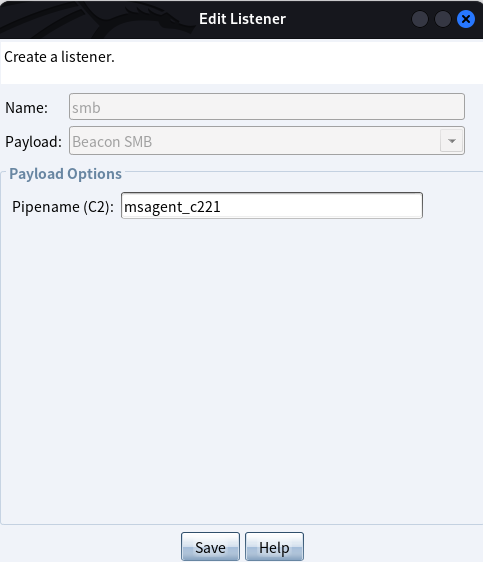 Edit Listener
Create a listener.
Name: smb
Payload: Beacon SMB
Payload Options
Pipename (C2): msagent_c221
Save Help